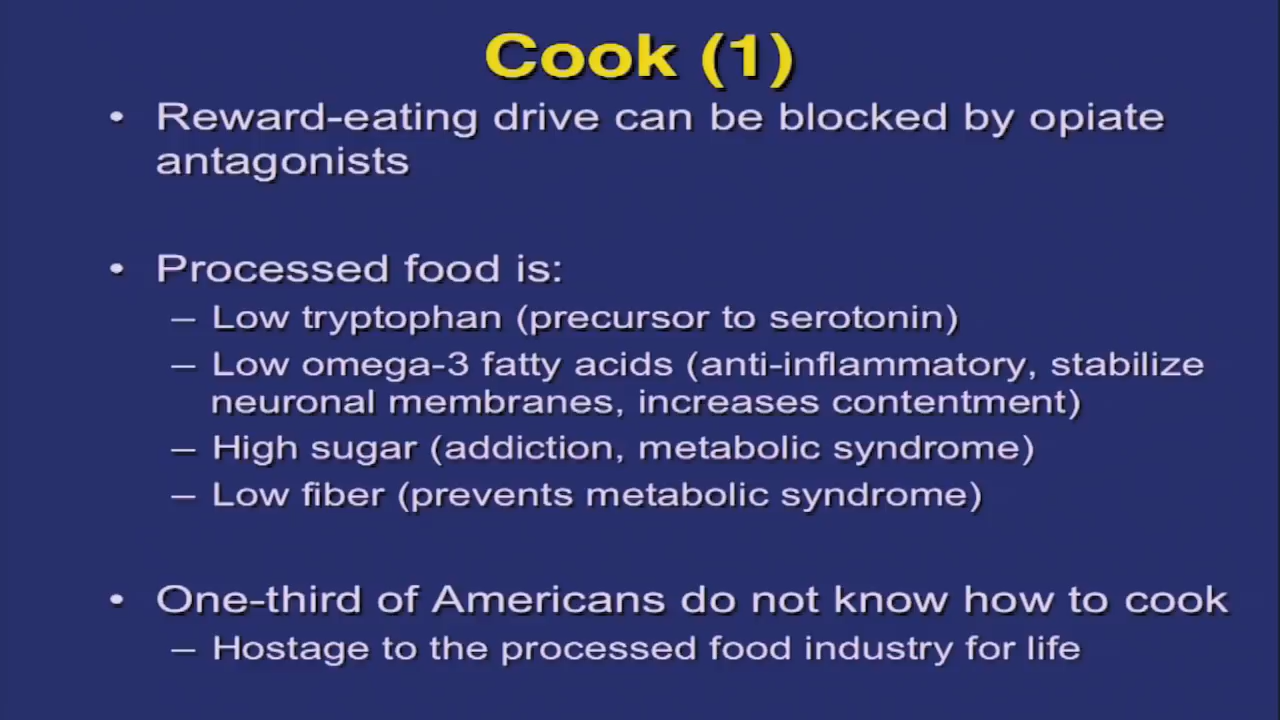 Cook (1)
• Reward-eating drive can be blocked by opiate
antagonists
• Processed food is:
– Low tryptophan (precursor to serotonin)
– Low omega-3 fatty acids (anti-inflammatory, stabilize
neuronal membranes, increases contentment)
– High sugar (addiction, metabolic syndrome)
– Low fiber (prevents metabolic syndrome)
• One-third of Americans do not know how to cook
– Hostage to the processed food industry for life